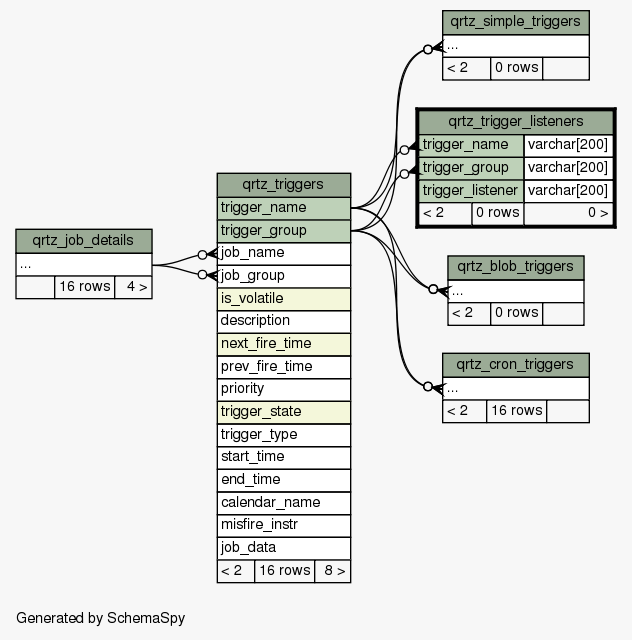 qrtz_simple_triggers
...
< 2 0 rows
qrtz_trigger_listeners
trigger_name varchar[200]
trigger_group varchar[200]
trigger_listener varchar[200]
< 2 0 rows 0 >
qrtz_triggers
trigger_name
trigger_group
job_name
job_group
is_volatile
description
next_fire_time
prev_fire_time
priority
trigger_state
trigger_type
start_time
end_time
calendar_name
misfire_instr
job_data
< 2 16 rows 8 >
qrtz_job_details
...
16 rows 4 >
qrtz_blob_triggers
...
< 2 0 rows
qrtz_cron_triggers
...
< 2 16 rows
Generated by SchemaSpy